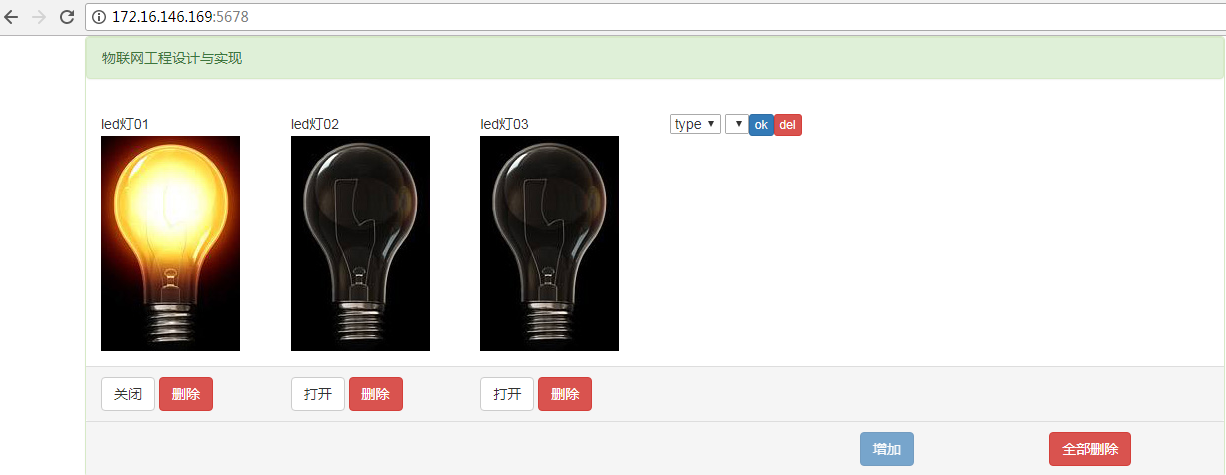 172.16.146.169:5678
物联网工程设计与实现
led灯01 led灯02 led灯03 type ok del
关闭 删除 打开 删除 打开 删除
增加 全部删除